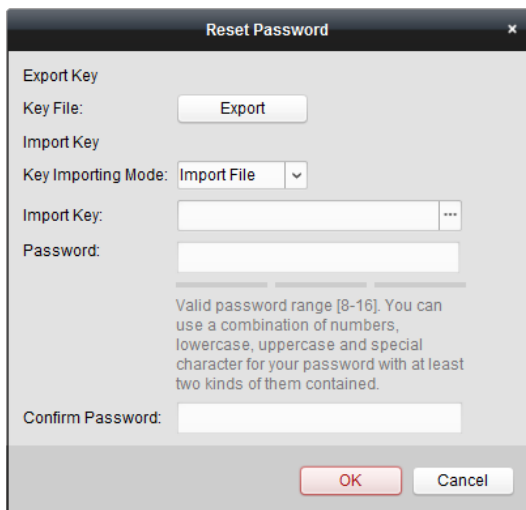 Reset Password ×
Export Key
Key File: Export
Import Key
Key Importing Mode: Import File
Import Key: ...
Password:
Valid password range [8-16]. You can
use a combination of numbers,
lowercase, uppercase and special
character for your password with at least
two kinds of them contained.
Confirm Password:
OK Cancel